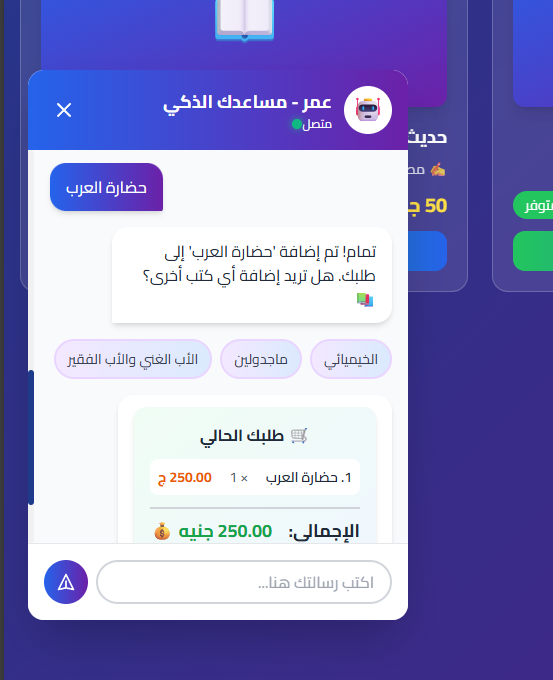 عمر - مساعدك الذكي
متصل
حضارة العرب
تمام! تم إضافة 'حضارة العرب' إلى
طلبك. هل تريد إضافة أي كتب أخرى؟
الخيميائي
ماجدولين
الأب الغني والأب الفقير
طلبك الحالي
1. حضارة العرب × 1 250.00 ج
الإجمالي: 250.00 جنيه
اكتب رسالتك هنا...
50